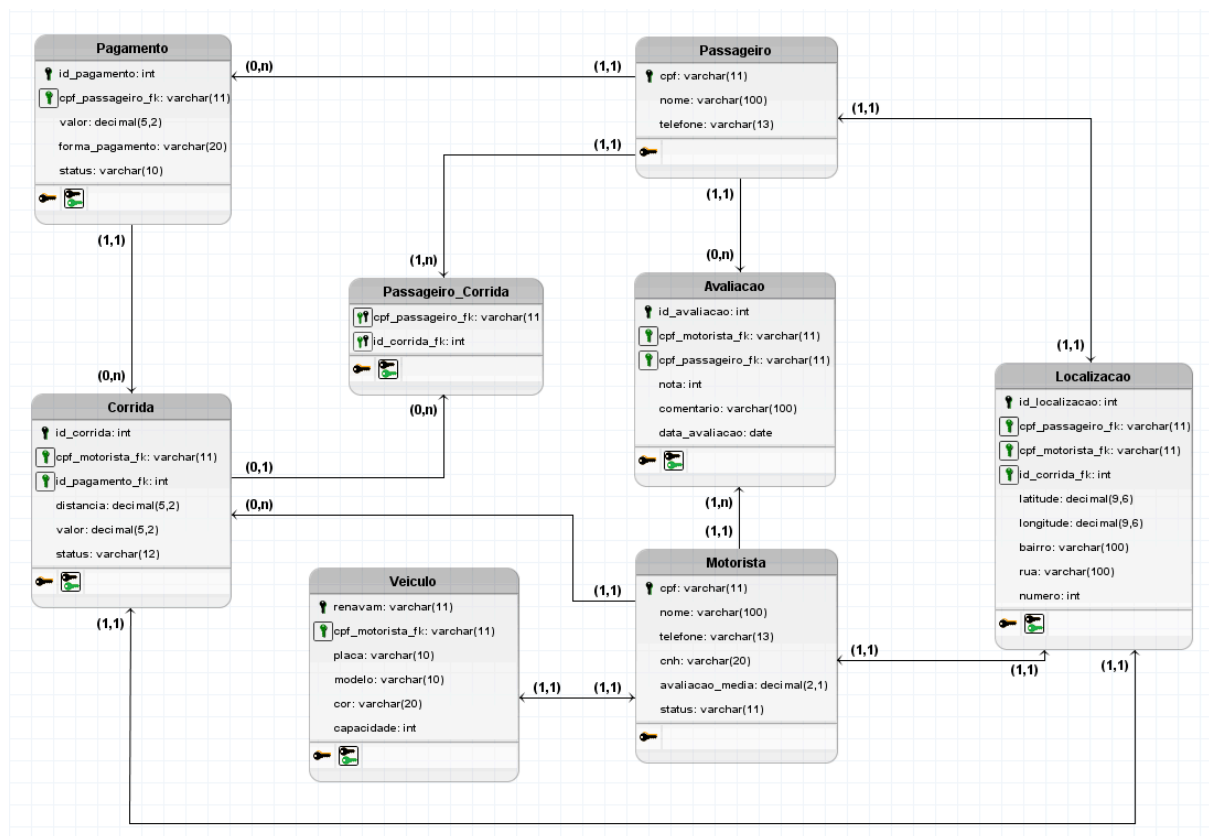 Pagamento
id_pagamento: int
cpf_passageiro_fk: varchar(11)
valor: decimal(5,2)
forma_pagamento: varchar(20)
status: varchar(10)
(0,n)
(1,1)
Passageiro
cpf: varchar(11)
nome: varchar(100)
telefone: varchar(13)
(1,1)
(1,1)
(1,1)
(1,1)
(1,n)
(0,n)
(0,n)
(1,1)
Passageiro_Corrida
cpf_passageiro_fk: varchar(11
id_corrida_fk: int
(0,n)
Avaliacao
id_avaliacao: int
cpf_motorista_fk: varchar(11)
cpf_passageiro_fk: varchar(11)
nota: int
comentario: varchar(100)
data_avaliacao: date
(1,n)
(1,1)
Localizacao
id_localizacao: int
cpf_passageiro_fk: varchar(11)
cpf_motorista_fk: varchar(11)
id_corrida_fk: int
latitude: decimal(9,6)
longitude: decimal(9,6)
bairro: varchar(100)
rua: varchar(100)
numero: int
Corrida
id_corrida: int
cpf_motorista_fk: varchar(11)
id_pagamento_fk: int
distancia: decimal(5,2)
valor: decimal(5,2)
status: varchar(12)
(0,1)
(0,n)
(1,1)
(1,1)
Veiculo
renavam: varchar(11)
cpf_motorista_fk: varchar(11)
placa: varchar(10)
modelo: varchar(10)
cor: varchar(20)
capacidade: int
(1,1)
(1,1)
Motorista
cpf: varchar(11)
nome: varchar(100)
telefone: varchar(13)
cnh: varchar(20)
avaliacao_media: decimal(2,1)
status: varchar(11)
(1,1)
(1,1)
(1,1)